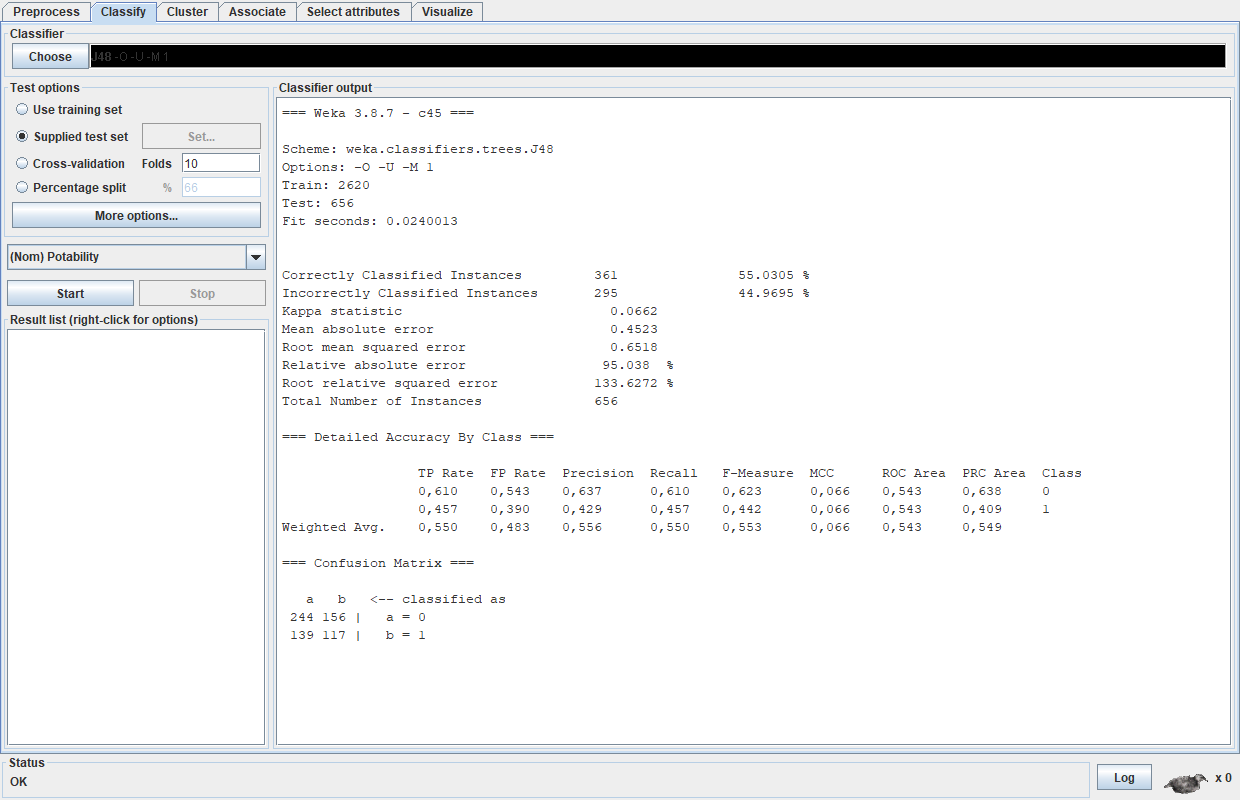 Preprocess Classify Cluster Associate Select attributes Visualize
Classifier
Choose J48 -O -U -M 1
Test options
Use training set
Supplied test set Set...
Cross-validation Folds 10
Percentage split % 66
More options...
(Nom) Potability
Start Stop
Result list (right-click for options)
Classifier output
=== Weka 3.8.7 - c45 ===
Scheme: weka.classifiers.trees.J48
Options: -O -U -M 1
Train: 2620
Test: 656
Fit seconds: 0.0240013
Correctly Classified Instances 361 55.0305 %
Incorrectly Classified Instances 295 44.9695 %
Kappa statistic 0.0662
Mean absolute error 0.4523
Root mean squared error 0.6518
Relative absolute error 95.038 %
Root relative squared error 133.6272 %
Total Number of Instances 656
=== Detailed Accuracy By Class ===
TP Rate FP Rate Precision Recall F-Measure MCC ROC Area PRC Area Class
0,610 0,543 0,637 0,610 0,623 0,066 0,543 0,638 0
0,457 0,390 0,429 0,457 0,442 0,066 0,543 0,409 1
Weighted Avg. 0,550 0,483 0,556 0,550 0,553 0,066 0,543 0,549
=== Confusion Matrix ===
a b <-- classified as
244 156 | a = 0
139 117 | b = 1
Status
OK
Log x 0